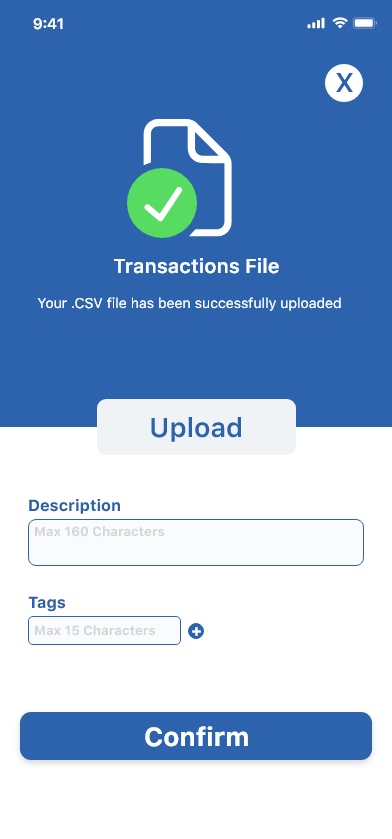 9:41
X
Transactions File
Your .CSV file has been successfully uploaded
Upload
Description
Max 160 Characters
Tags
Max 15 Characters
Confirm